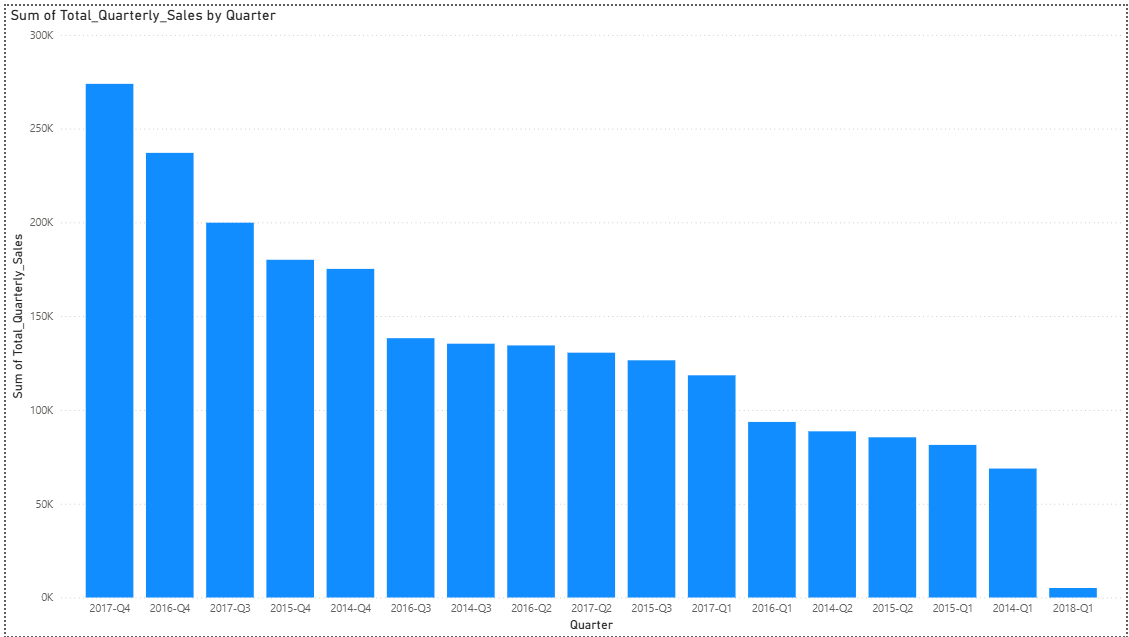 Sum of Total_Quarterly_Sales by Quarter
300K
250K
200K
150K
100K
50K
0K
Sum of Total_Quarterly_Sales
2017-Q4 2016-Q4 2017-Q3 2015-Q4 2014-Q4 2016-Q3 2014-Q3 2016-Q2 2017-Q2 2015-Q3 2017-Q1 2016-Q1 2014-Q2 2015-Q2 2015-Q1 2014-Q1 2018-Q1
Quarter